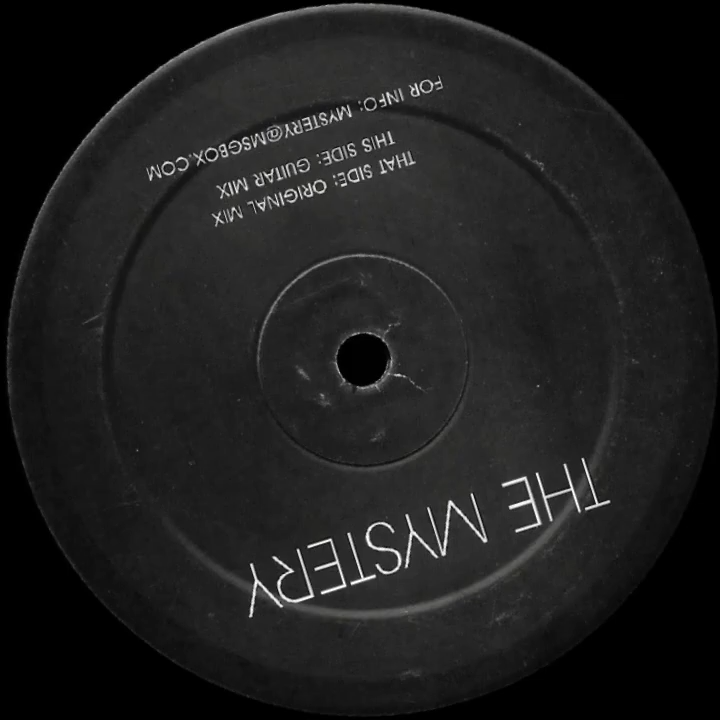 THE MYSTERY
THAT SIDE: ORIGINAL MIX
THIS SIDE: GUITAR MIX
FOR INFO: MYSTERY@MSGBOX.COM